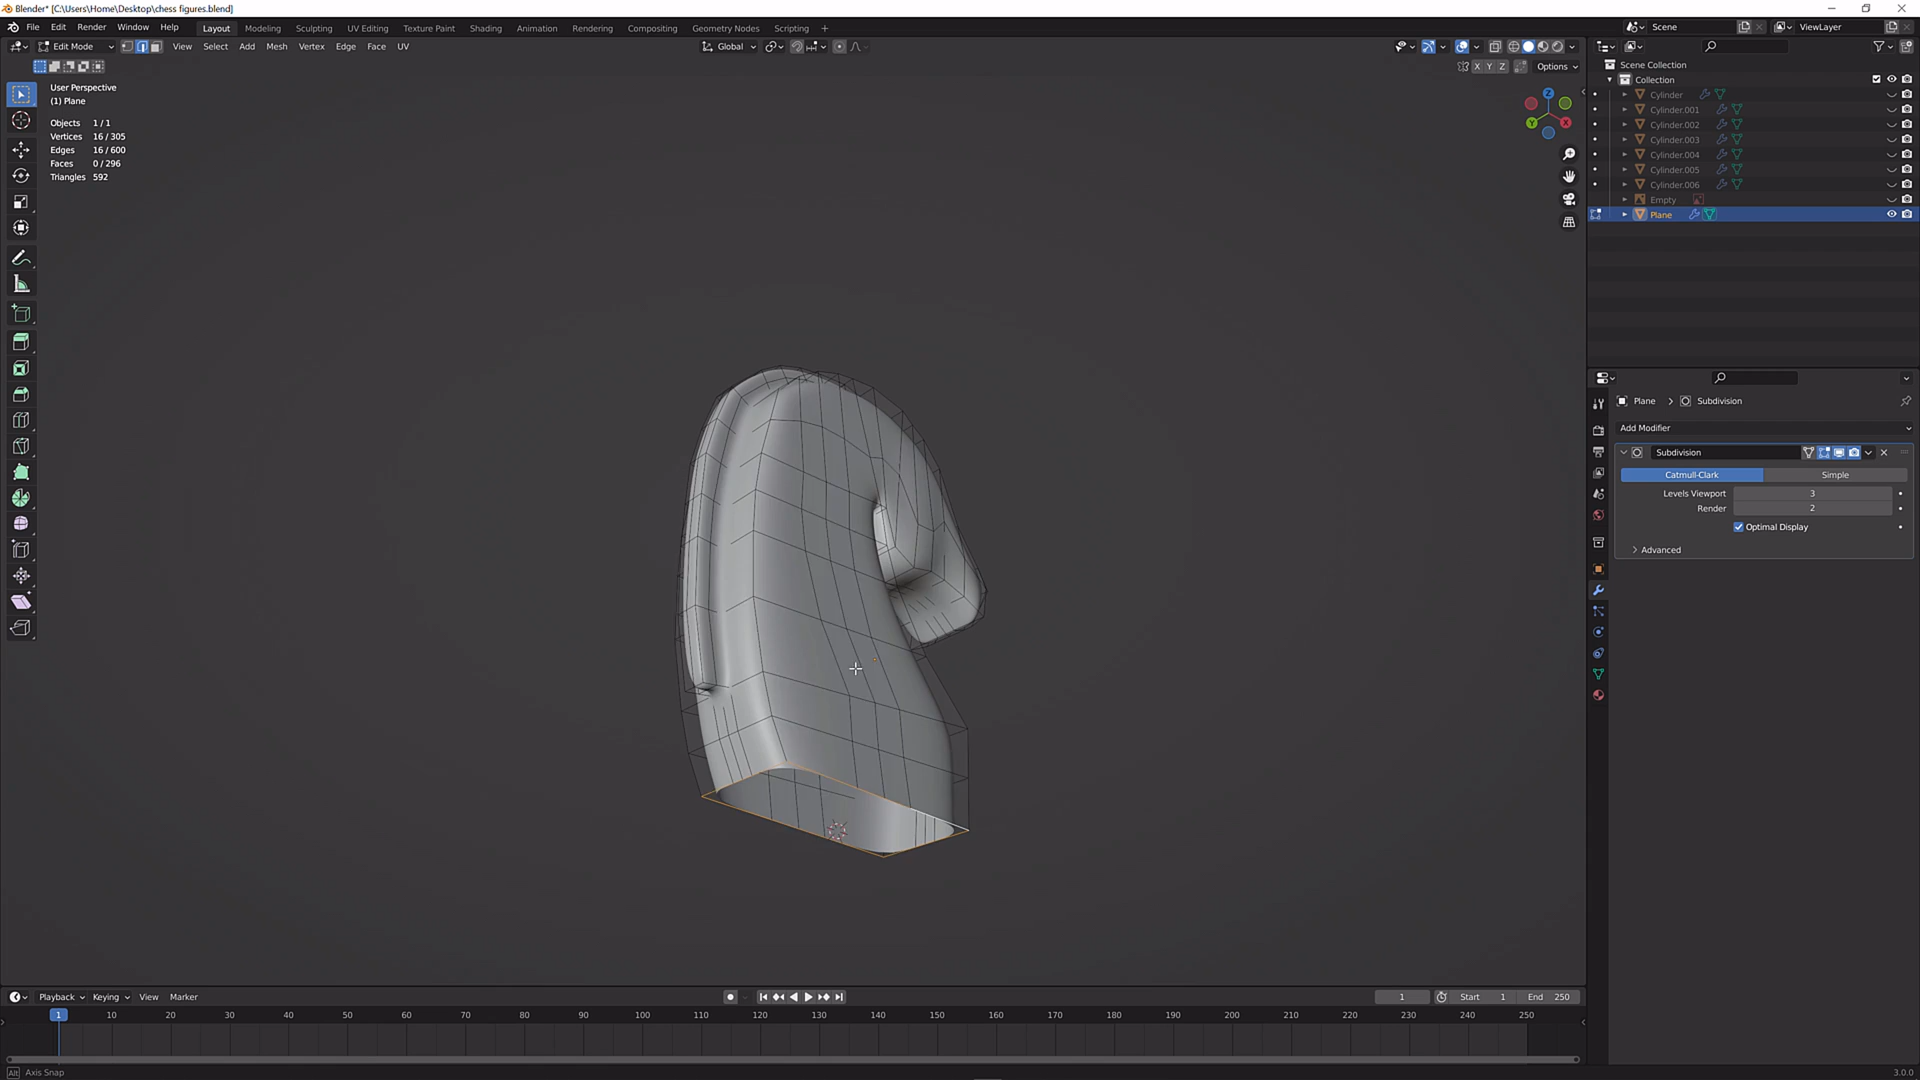 Blender* [C:\Users\Home\Desktop\chess figures.blend]
File Edit Render Window Help Layout Modeling Sculpting UV Editing Texture Paint Shading Animation Rendering Compositing Geometry Nodes Scripting + Scene ViewLayer
Edit Mode View Select Add Mesh Vertex Edge Face UV Global
X Y Z Options
User Perspective
(1) Plane
Objects 1 / 1
Vertices 16 / 305
Edges 16 / 600
Faces 0 / 296
Triangles 592
Z
Y X
Scene Collection
Collection
Cylinder
Cylinder.001
Cylinder.002
Cylinder.003
Cylinder.004
Cylinder.005
Cylinder.006
Empty
Plane
Plane > Subdivision
Add Modifier
Subdivision
Catmull-Clark Simple
Levels Viewport 3
Render 2
Optimal Display
Advanced
Playback Keying View Marker 1 Start 1 End 250
1 10 20 30 40 50 60 70 80 90 100 110 120 130 140 150 160 170 180 190 200 210 220 230 240 250
Alt Axis Snap 3.0.0